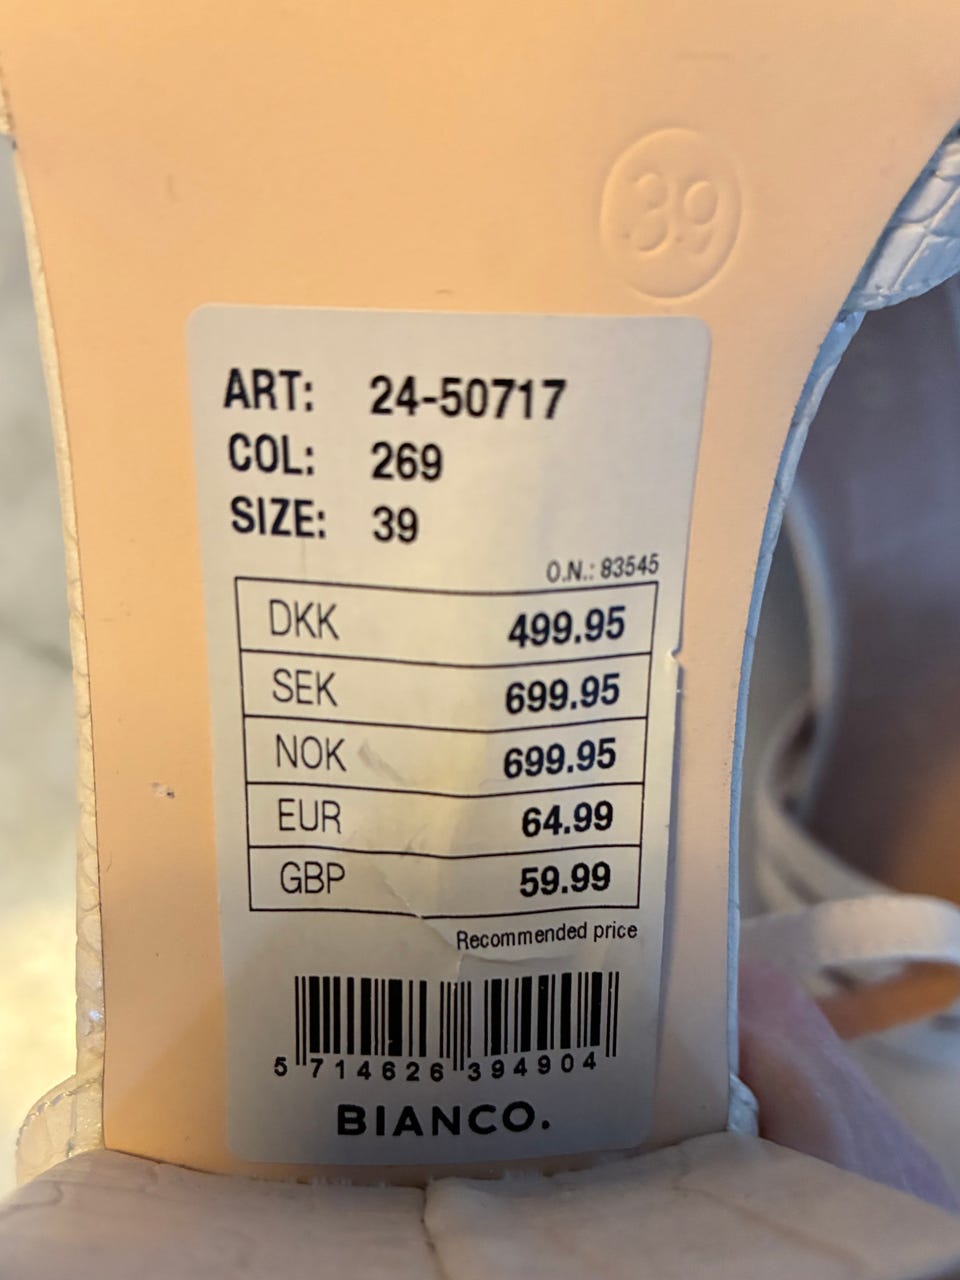 39
ART: 24-50717
COL: 269
SIZE: 39
O.N.: 83545
DKK 499.95
SEK 699.95
NOK 699.95
EUR 64.99
GBP 59.99
Recommended price
5 714626 394904
BIANCO.